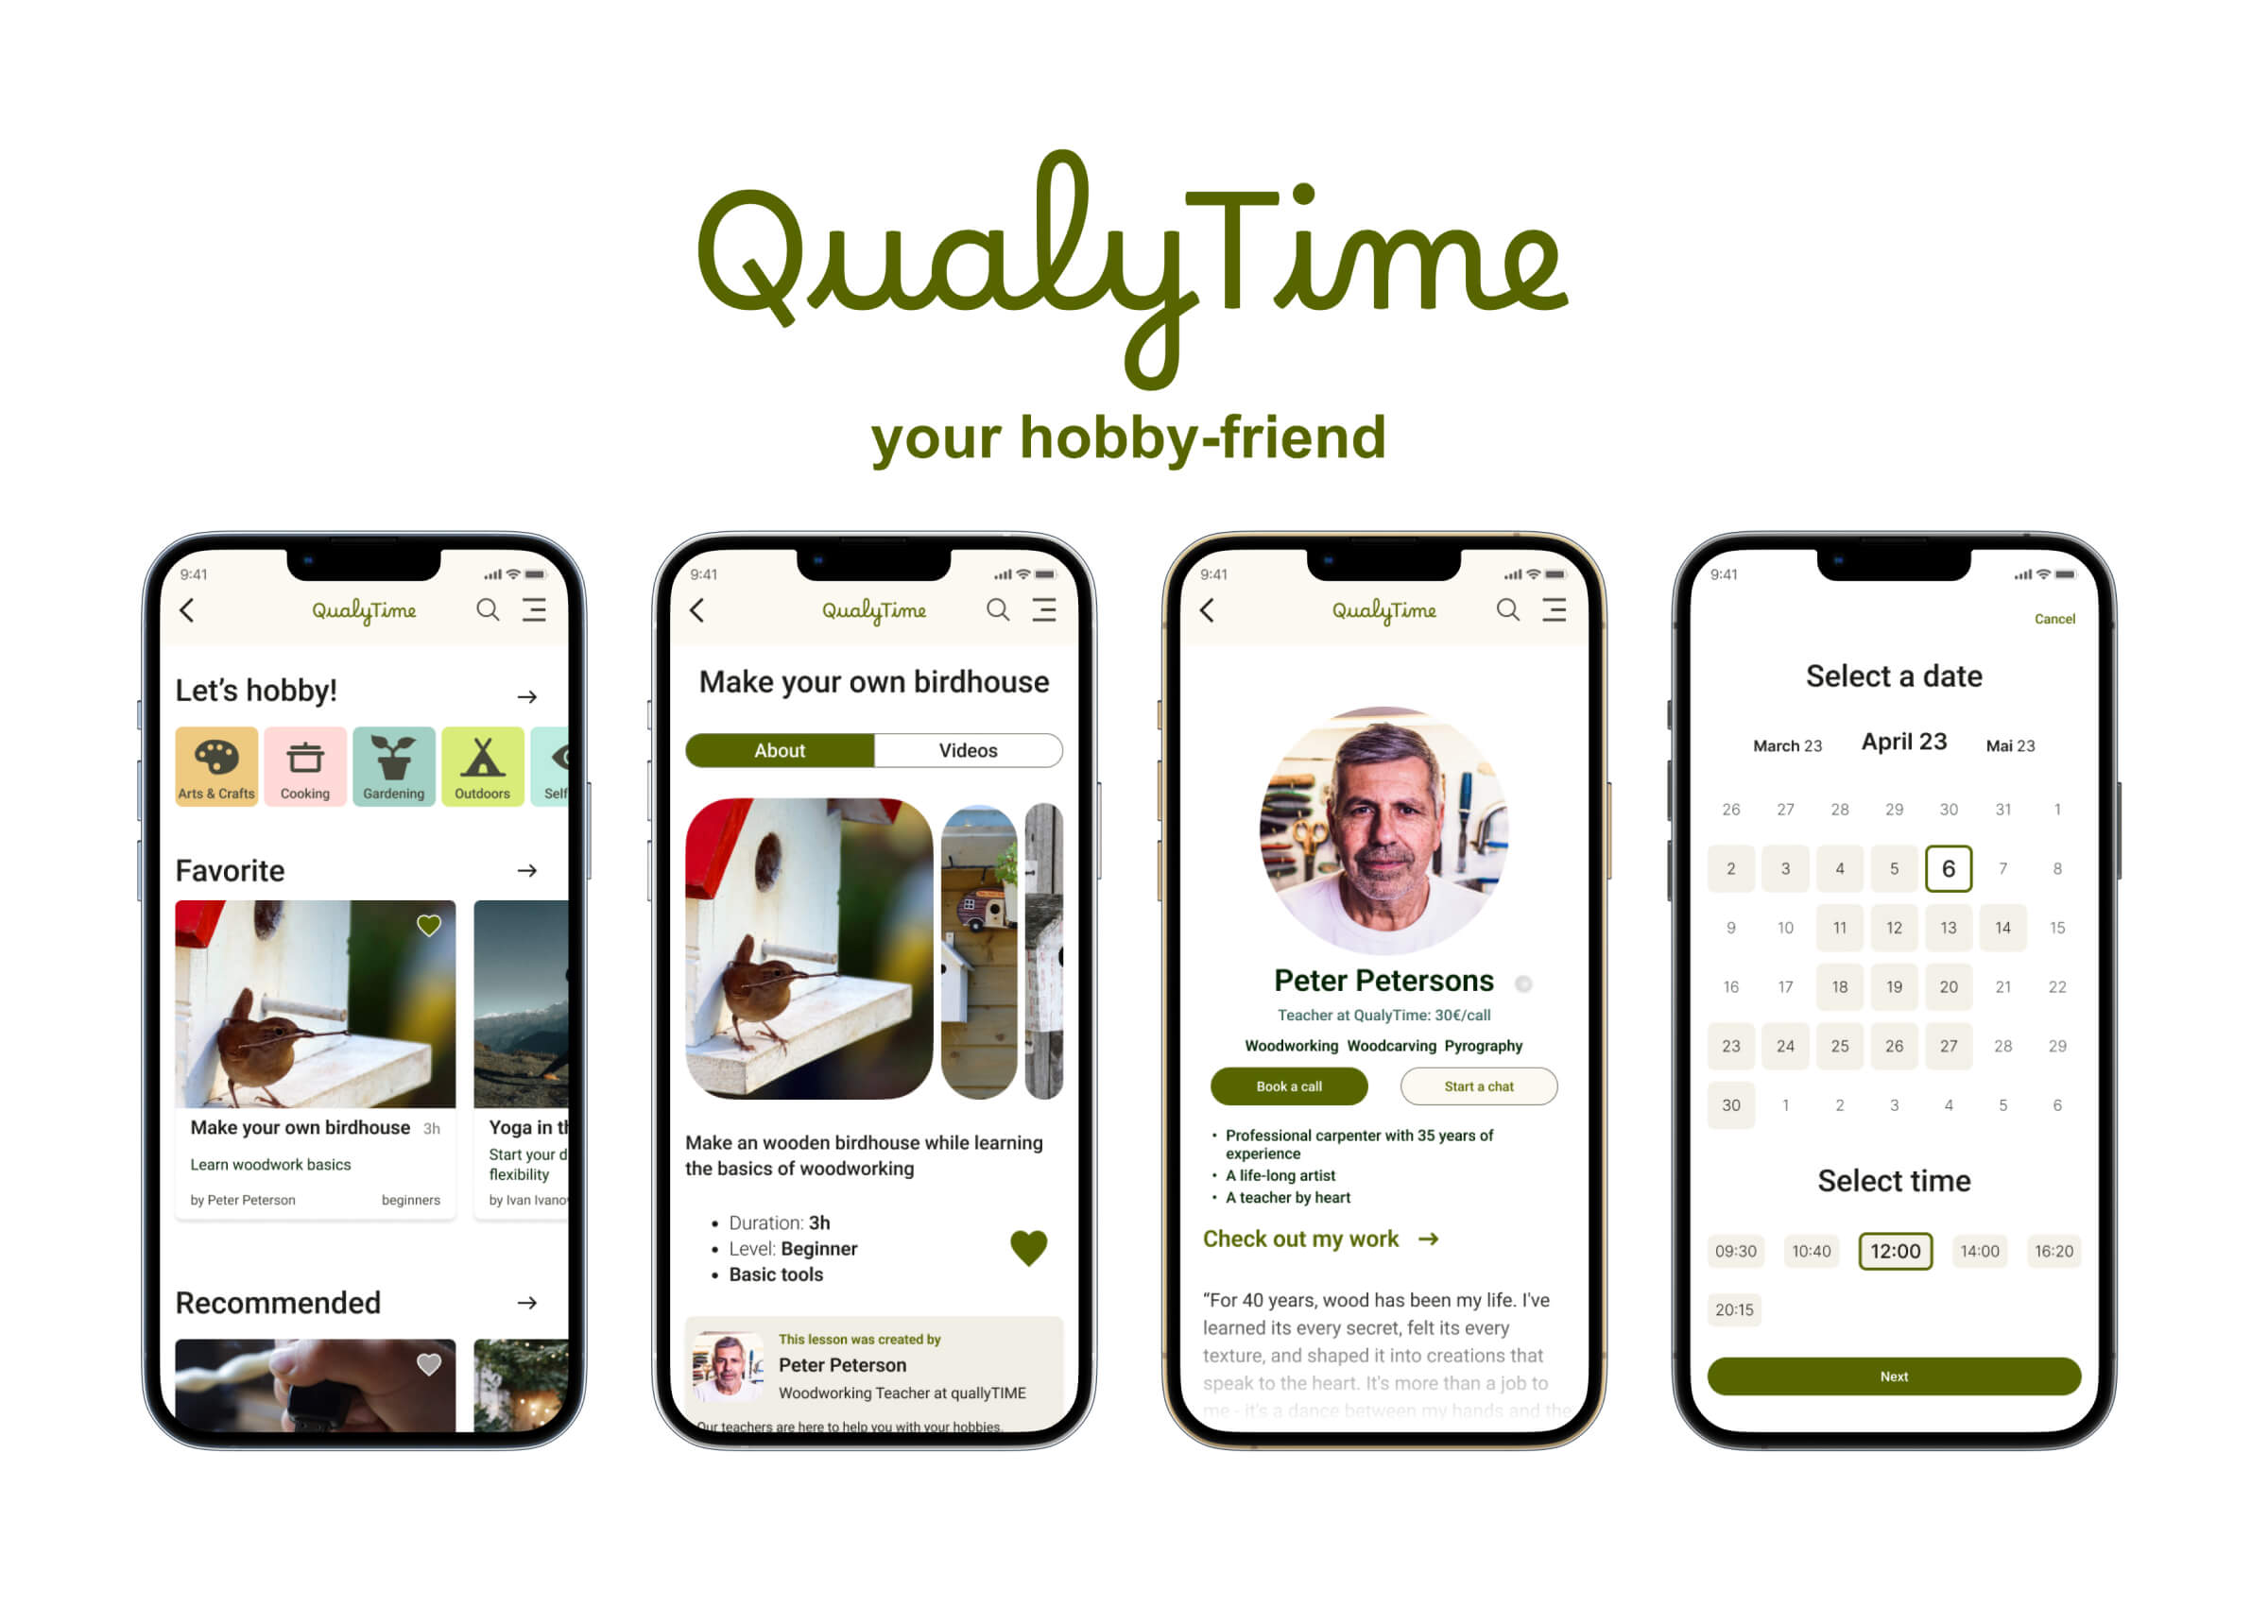 QualyTime
your hobby-friend
9:41
QualyTime
Let's hobby!
Arts & Crafts
Cooking
Gardening
Outdoors
Self
Favorite
Make your own birdhouse 3h
Learn woodwork basics
by Peter Peterson beginners
Yoga in th
Start your d
flexibility
by Ivan Ivano
Recommended
9:41
QualyTime
Make your own birdhouse
About Videos
Make an wooden birdhouse while learning
the basics of woodworking
• Duration: 3h
• Level: Beginner
• Basic tools
This lesson was created by
Peter Peterson
Woodworking Teacher at quallyTIME
Our teachers are here to help you with your hobbies.
9:41
QualyTime
Peter Petersons
Teacher at QualyTime: 30€/call
Woodworking Woodcarving Pyrography
Book a call Start a chat
• Professional carpenter with 35 years of
experience
• A life-long artist
• A teacher by heart
Check out my work →
“For 40 years, wood has been my life. I've
learned its every secret, felt its every
texture, and shaped it into creations that
speak to the heart. It's more than a job to
me - it's a dance between my hands and the
9:41
Cancel
Select a date
March 23 April 23 Mai 23
26 27 28 29 30 31 1
2 3 4 5 6 7 8
9 10 11 12 13 14 15
16 17 18 19 20 21 22
23 24 25 26 27 28 29
30 1 2 3 4 5 6
Select time
09:30 10:40 12:00 14:00 16:20
20:15
Next